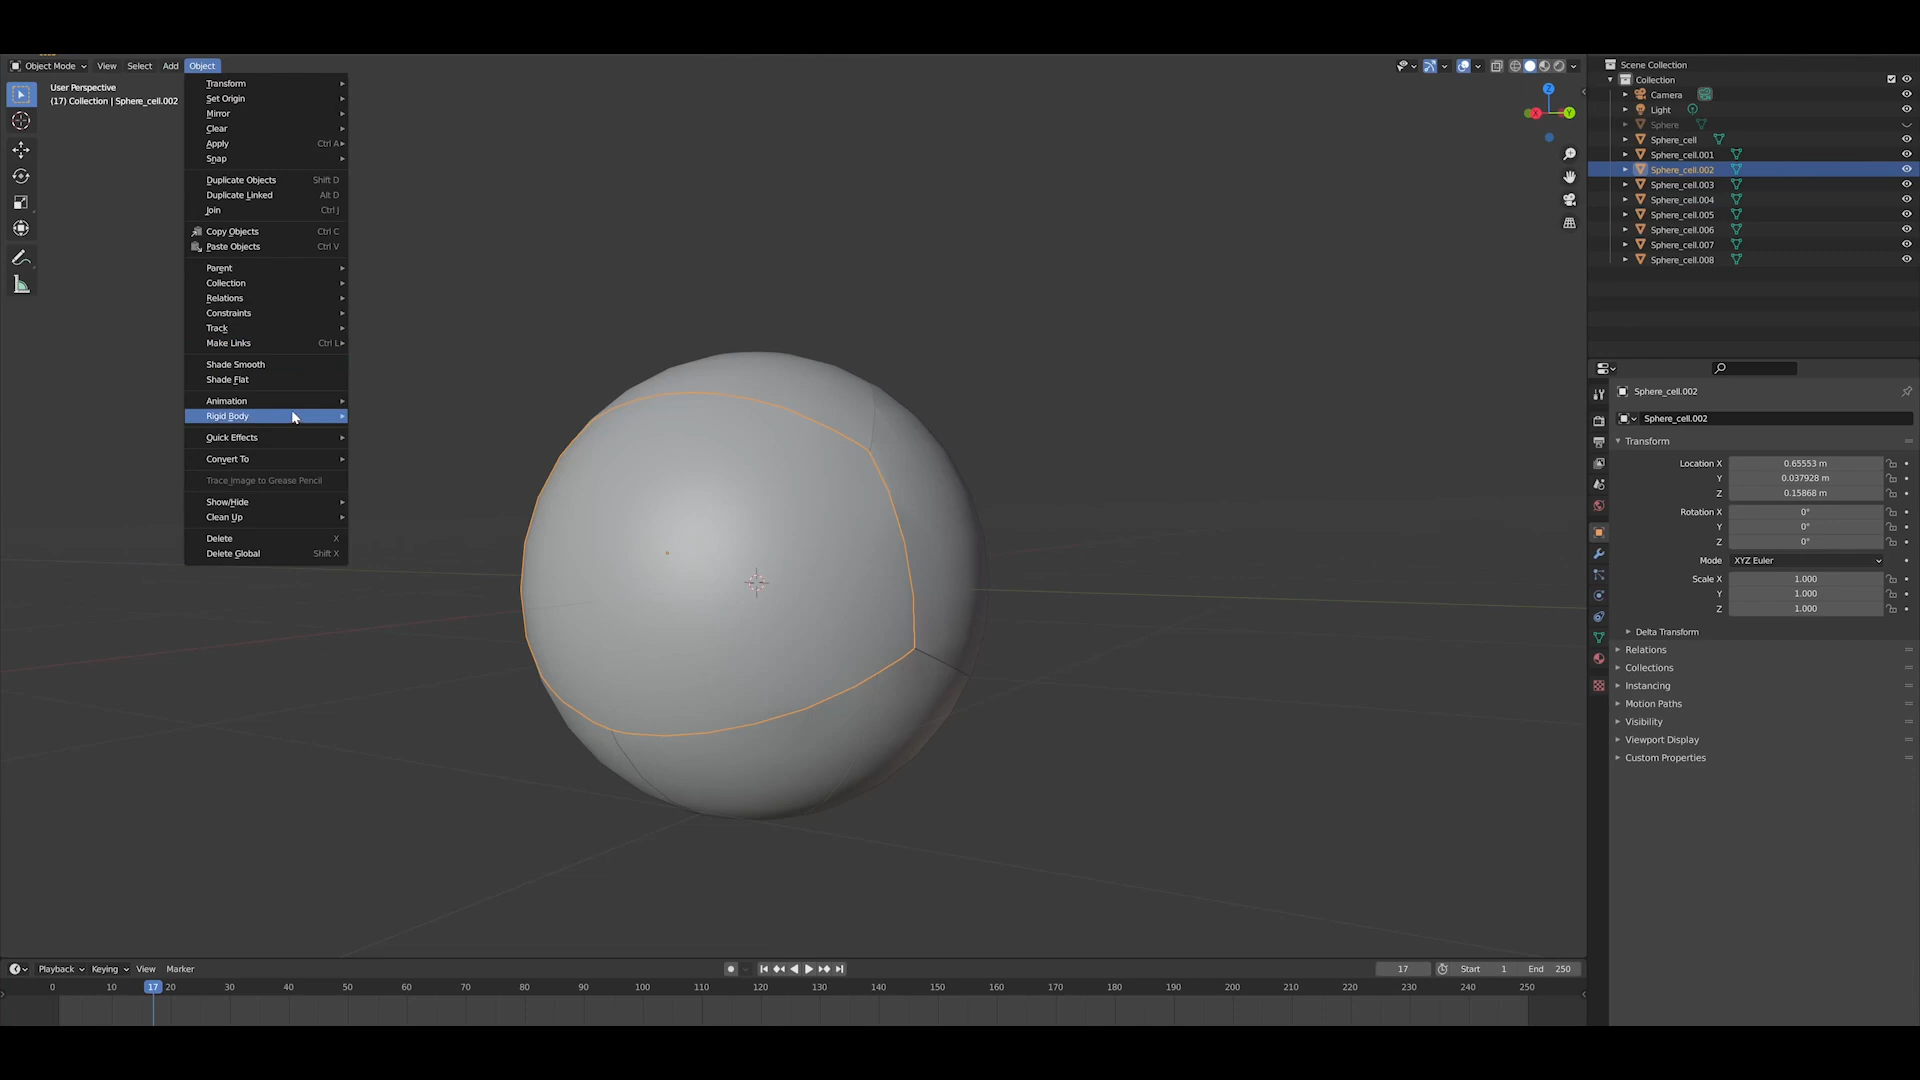 Object Mode View Select Add Object
User Perspective
(17) Collection | Sphere_cell.002
Transform
Set Origin
Mirror
Clear
Apply Ctrl A
Snap
Duplicate Objects Shift D
Duplicate Linked Alt D
Join Ctrl J
Copy Objects Ctrl C
Paste Objects Ctrl V
Parent
Collection
Relations
Constraints
Track
Make Links Ctrl L
Shade Smooth
Shade Flat
Animation
Rigid Body
Quick Effects
Convert To
Trace Image to Grease Pencil
Show/Hide
Clean Up
Delete X
Delete Global Shift X
Z
X Y
Scene Collection
Collection
Camera
Light
Sphere
Sphere_cell
Sphere_cell.001
Sphere_cell.002
Sphere_cell.003
Sphere_cell.004
Sphere_cell.005
Sphere_cell.006
Sphere_cell.007
Sphere_cell.008
Sphere_cell.002
Sphere_cell.002
Transform
Location X 0.65553 m
Y 0.037928 m
Z 0.15868 m
Rotation X 0°
Y 0°
Z 0°
Mode XYZ Euler
Scale X 1.000
Y 1.000
Z 1.000
Delta Transform
Relations
Collections
Instancing
Motion Paths
Visibility
Viewport Display
Custom Properties
Playback Keying View Marker 17 Start 1 End 250
0 10 17 20 30 40 50 60 70 80 90 100 110 120 130 140 150 160 170 180 190 200 210 220 230 240 250